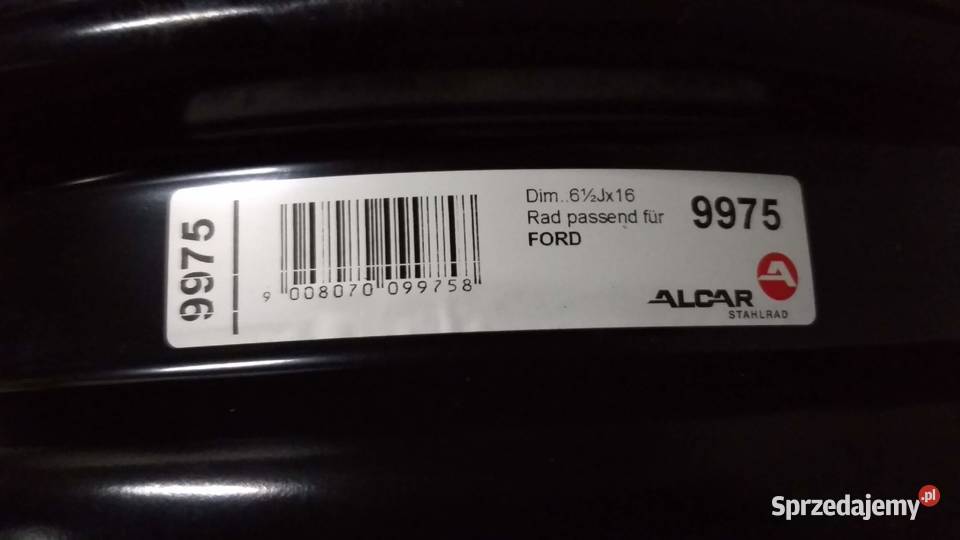 9975
9 008070 099758
Dim..6½Jx16
Rad passend für
FORD
9975
A
ALCAR
STAHLRAD
Sprzedajemy.pl